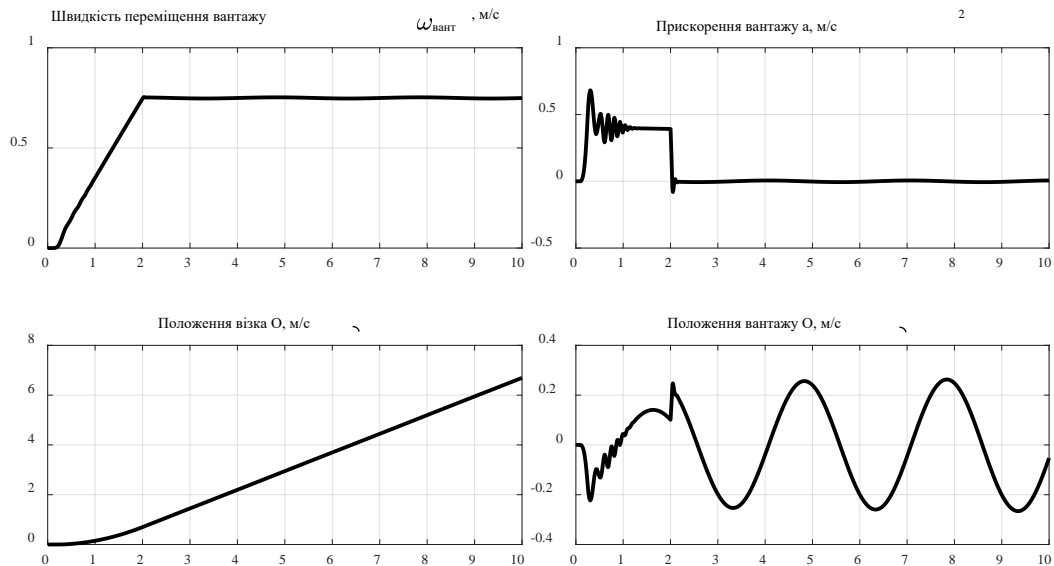 Швидкість переміщення вантажу ω вант , м/с
1
0.5
0
0 1 2 3 4 5 6 7 8 9 10
Прискорення вантажу а, м/с 2
1
0.5
0
-0.5
0 1 2 3 4 5 6 7 8 9 10
Положення візка О, м/с
8
6
4
2
0
0 1 2 3 4 5 6 7 8 9 10
Положення вантажу О, м/с
0.4
0.2
0
-0.2
-0.4
0 1 2 3 4 5 6 7 8 9 10